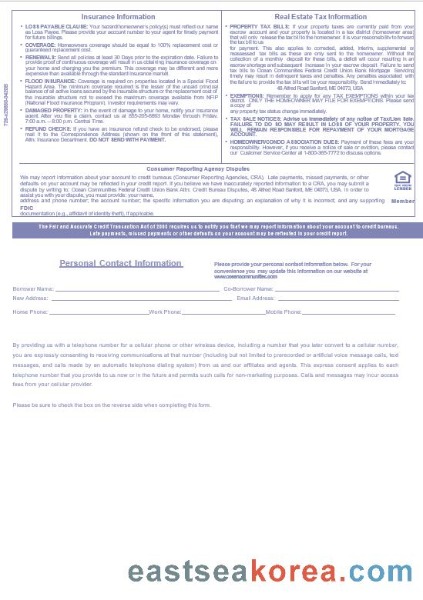 Insurance Information
• LOSS PAYABLE CLAUSE: Your hazard/homeowner's policy(s) must reflect our name
as Loss Payee. Please provide your account number to your agent for timely payment
for future billings.
• COVERAGE: Homeowners coverage should be equal to 100% replacement cost or
guaranteed replacement cost.
• RENEWAL: Send all policies at least 30 Days prior to the expiration date. Failure to
provide proof of continuous coverage will result in us obtaining insurance coverage on
your home and charging you the premium. This coverage may be different and more
expensive than available through the standard insurance market.
• FLOOD INSURANCE: Coverage is required on properties located in a Special Flood
Hazard Area. The minimum coverage required is the lesser of the unpaid principal
balance of all active loans secured by the insurable structure or the replacement cost of
the insurable structure not to exceed the maximum coverage available from NFIP
(National Flood Insurance Program). Investor requirements may vary.
• DAMAGED PROPERTY: In the event of damage to your home, notify your insurance
agent. After you file a claim, contact us at Monday through Friday,
7:00 a.m. – 8:00 p.m. Central Time.
• REFUND CHECK: If you have an insurance refund check to be endorsed, please
mail it to the Correspondence Address (shown on the front of this statement),
Attn: Insurance Department. DO NOT SEND WITH PAYMENT.
Real Estate Tax Information
• PROPERTY TAX BILLS: If your property taxes are currently paid from your
escrow account and your property is located in a tax district (homeowner area)
that will only release the tax bill to the homeowner, it is your responsibility to forward
the tax bill to us
for payment. This also applies to corrected, added, interim, supplemental or
reassessed tax bills as these are only sent to the homeowner. Without the
collection of a monthly deposit for these bills, a debit will occur resulting in an
escrow shortage and subsequent increase in your escrow deposit. Failure to send
tax bills to Ocean Communities Federal Credit Union Bank Mortgage Servicing
timely may result in delinquent taxes and penalties. Any penalties associated with
the failure to provide the tax bills will be your responsibility. Send immediately to:
48 Alfred Road Sanford, ME 04073, USA
• EXEMPTIONS: Remember to apply for any TAX EXEMPTIONS within your tax
district. ONLY THE HOMEOWNER MAY FILE FOR EXEMPTIONS. Please send
a copy of
any property tax status change immediately.
• TAX SALE NOTICES: Advise us immediately of any notice of Tax/Lien Sale.
FAILURE TO DO SO MAY RESULT IN LOSS OF YOUR PROPERTY. YOU
WILL REMAIN RESPONSIBLE FOR REPAYMENT OF YOUR MORTGAGE
ACCOUNT.
• HOMEOWNER/CONDO ASSOCIATION DUES: Payment of these fees are your
responsibility. However, if you receive a notice of sale or eviction, please contact
our Customer Service Center at to discuss options.
Consumer Reporting Agency Disputes
We may report information about your account to credit bureaus (Consumer Reporting Agencies, CRA). Late payments, missed payments, or other
defaults on your account may be reflected in your credit report. If you believe we have inaccurately reported information to a CRA, you may submit a
dispute by writing to: Ocean Communities Federal Credit Union Bank Attn: Credit Bureau Disputes, 48 Alfred Road Sanford, ME 04073, USA. In order to
assist you with your dispute, you must provide: your name,
address and phone number; the account number; the specific information you are disputing; an explanation of why it is incorrect; and any supporting
Member
FDIC
documentation (e.g., affidavit of identity theft), if applicable.
The Fair and Accurate Credit Transaction Act of 2003 requires us to notify you that we may report information about your account to credit bureaus.
Late payments, missed payments or other defaults on your account may be reflected in your credit report.
Personal Contact Information
Please provide your personal contact information below. For your
convenience you may update this information on our website at
Borrower Name:
Co-Borrower Name:
New Address:
Email Address:
Home Phone:
Work Phone:
Mobile Phone:
By providing us with a telephone number for a cellular phone or other wireless device, including a number that you later convert to a cellular number,
you are expressly consenting to receiving communications at that number (including but not limited to prerecorded or artificial voice message calls, text
messages, and calls made by an automatic telephone dialing system) from us and our affiliates and agents. This express consent applies to each
telephone number that you provide to us now or in the future and permits such calls for non-marketing purposes. Calls and messages may incur access
fees from your cellular provider.
Please be sure to check the box on the reverse side when completing this form.
eastseakorea.com